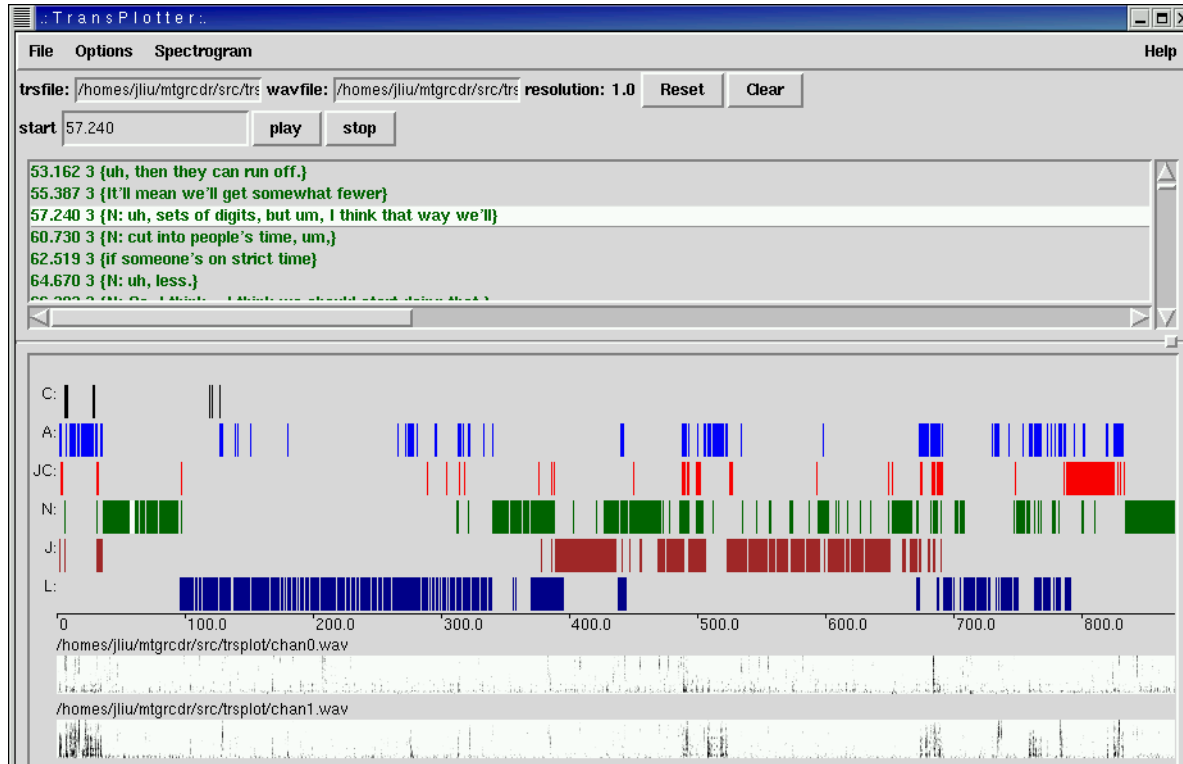 .:TransPlotter:.
File Options Spectrogram Help
trsfile: /homes/jliu/mtgrcdr/src/trs wavfile: /homes/jliu/mtgrcdr/src/trs resolution: 1.0 Reset Clear
start 57.240 play stop
53.162 3 {uh, then they can run off.}
55.387 3 {It'll mean we'll get somewhat fewer}
57.240 3 {N: uh, sets of digits, but um, I think that way we'll}
60.730 3 {N: cut into people's time, um,}
62.519 3 {if someone's on strict time}
64.670 3 {N: uh, less.}
C:
A:
JC:
N:
J:
L:
0 100.0 200.0 300.0 400.0 500.0 600.0 700.0 800.0
/homes/jliu/mtgrcdr/src/trsplot/chan0.wav
/homes/jliu/mtgrcdr/src/trsplot/chan1.wav